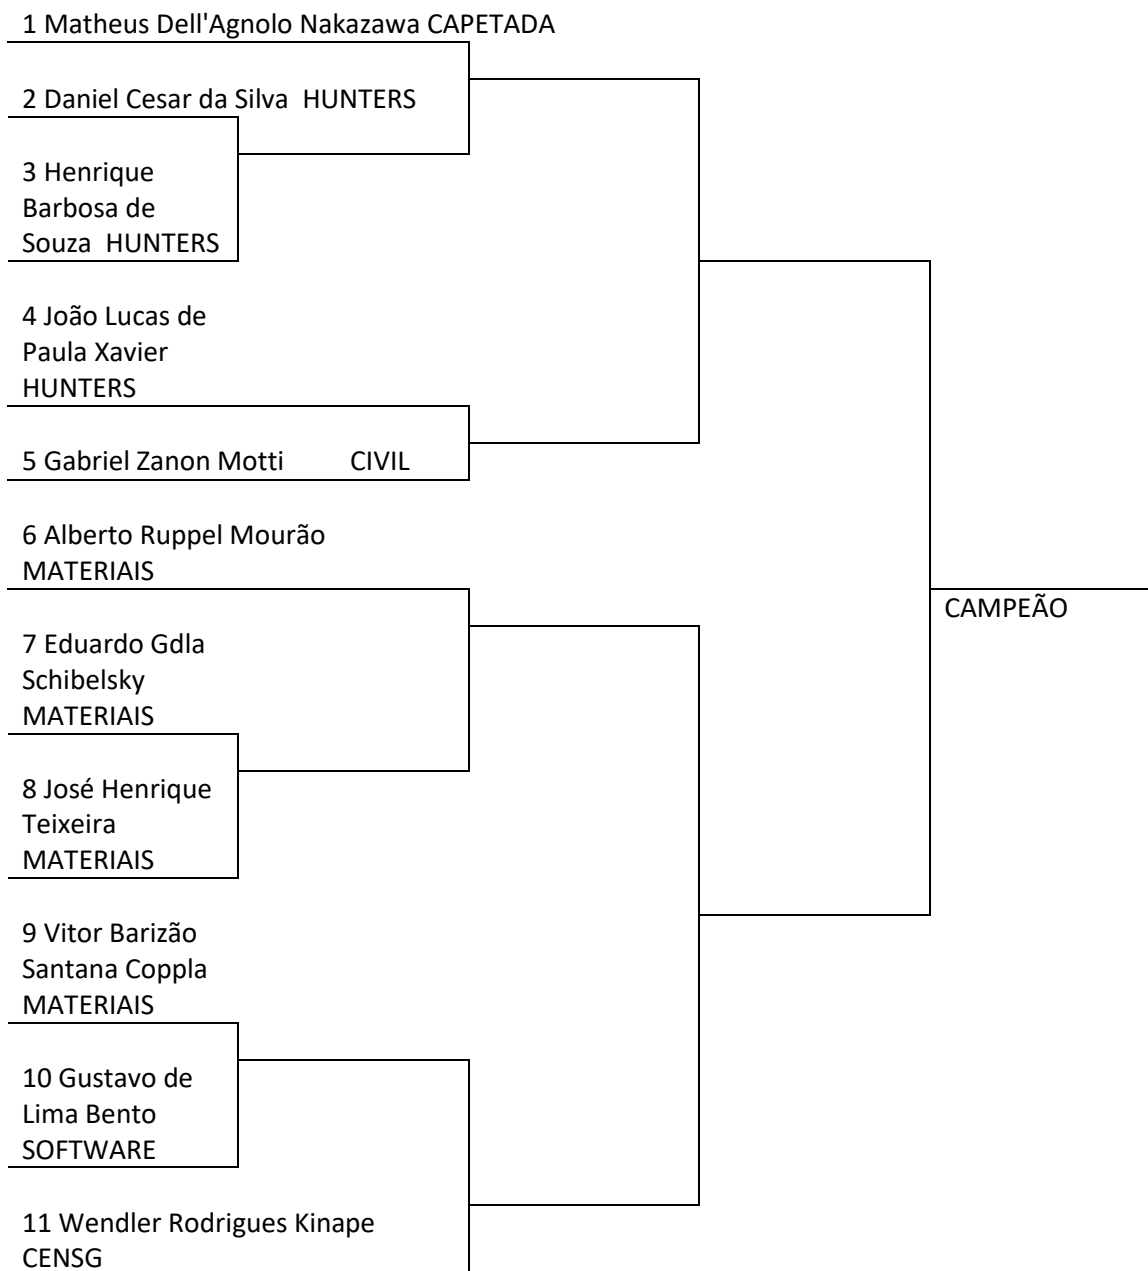 1 Matheus Dell'Agnolo Nakazawa CAPETADA
2 Daniel Cesar da Silva HUNTERS
3 Henrique
Barbosa de
Souza HUNTERS
4 João Lucas de
Paula Xavier
HUNTERS
5 Gabriel Zanon Motti CIVIL
6 Alberto Ruppel Mourão
MATERIAIS
CAMPEÃO
7 Eduardo Gdla
Schibelsky
MATERIAIS
8 José Henrique
Teixeira
MATERIAIS
9 Vitor Barizão
Santana Coppla
MATERIAIS
10 Gustavo de
Lima Bento
SOFTWARE
11 Wendler Rodrigues Kinape
CENSG